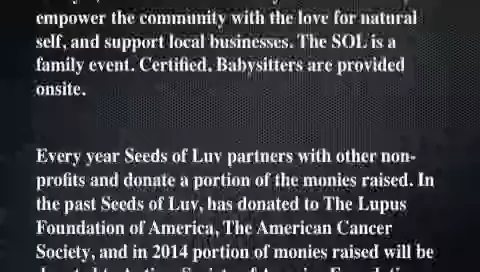 empower the community with the love for natural
self, and support local businesses. The SOL is a
family event. Certified. Babysitters are provided
onsite.
Every year Seeds of Luv partners with other non-
profits and donate a portion of the monies raised. In
the past Seeds of Luv, has donated to The Lupus
Foundation of America, The American Cancer
Society, and in 2014 portion of monies raised will be